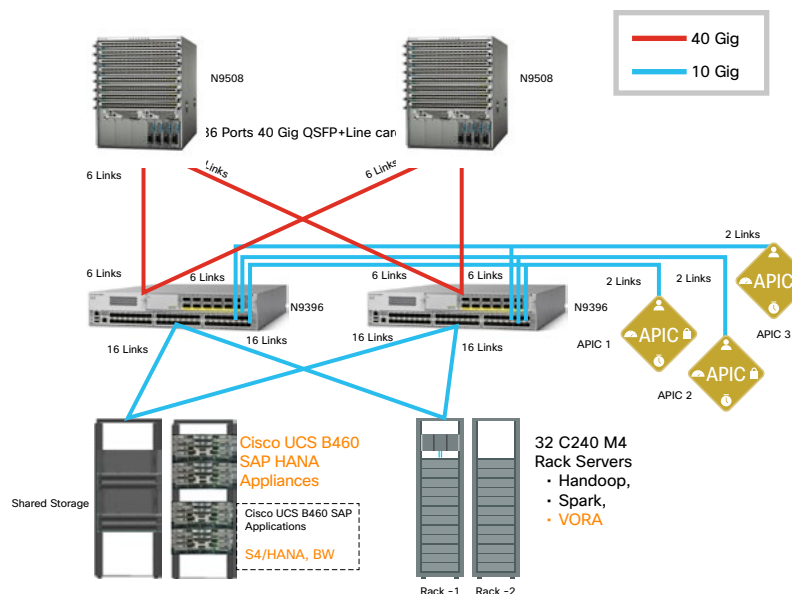 40 Gig
10 Gig
N9508
N9508
36 Ports 40 Gig QSFP+Line car
6 Links
Links
6 Links
2 Links
6 Links
6 Links
6 Links
6 Links
2 Links
2 Links
APIC
APIC 3
N9396
N9396
APIC
APIC 1
APIC
APIC 2
16 Links
16 Links
16 Links
16 Links
Cisco UCS B460
SAP HANA
Appliances
Shared Storage
Cisco UCS B460 SAP
Applications
S4/HANA, BW
32 C240 M4
Rack Servers
• Handoop,
• Spark,
• VORA
Rack -1
Rack -2